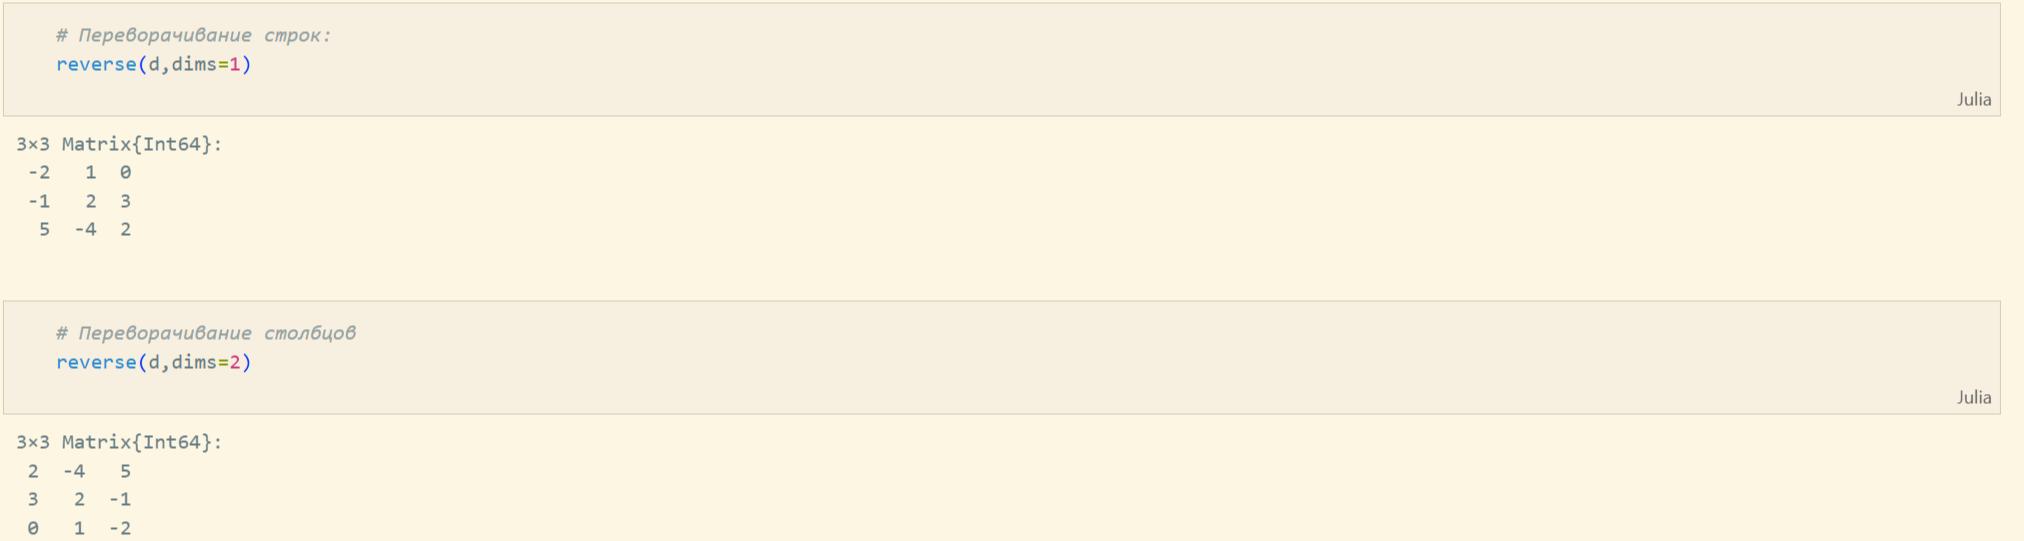 # Переворачивание строк:
reverse(d,dims=1)
Julia
3×3 Matrix{Int64}:
 -2   1  0
 -1   2  3
  5  -4  2
# Переворачивание столбцов
reverse(d,dims=2)
Julia
3×3 Matrix{Int64}:
 2  -4   5
 3   2  -1
 0   1  -2